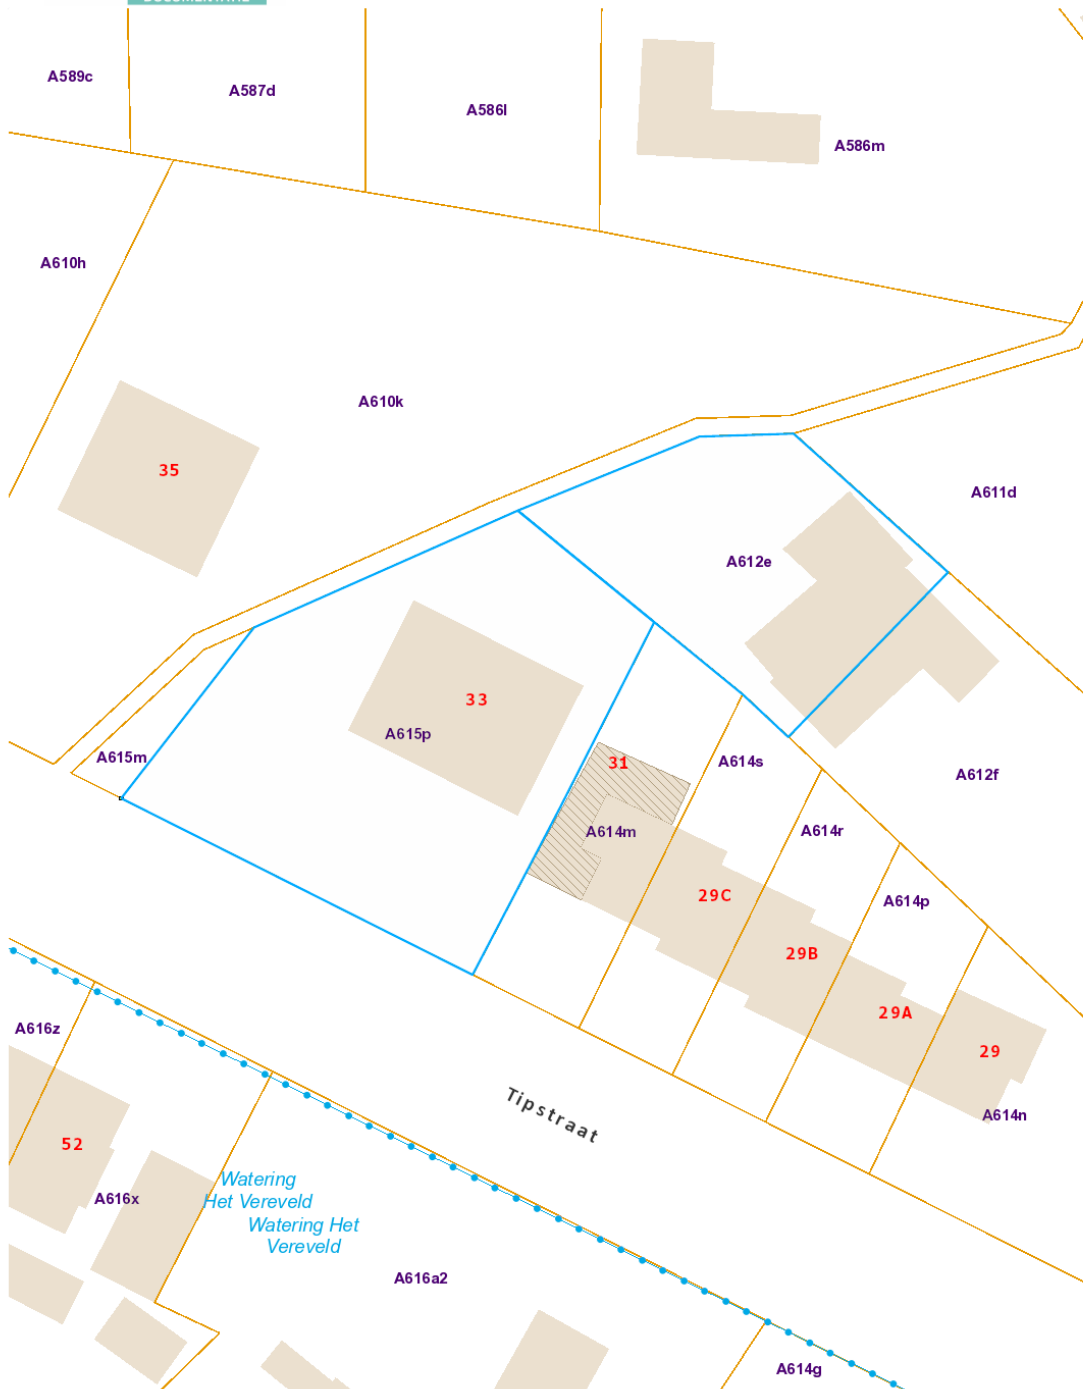 A589c
A587d
A586l
A586m
A610h
A610k
35
A611d
A612e
33
A615p
A615m
31
A614s
A612f
A614m
A614r
29C
A614p
29B
29A
A616z
29
Tipstraat
A614n
52
Watering
Het Vereveld
A616x
Watering Het
Vereveld
A616a2
A614g